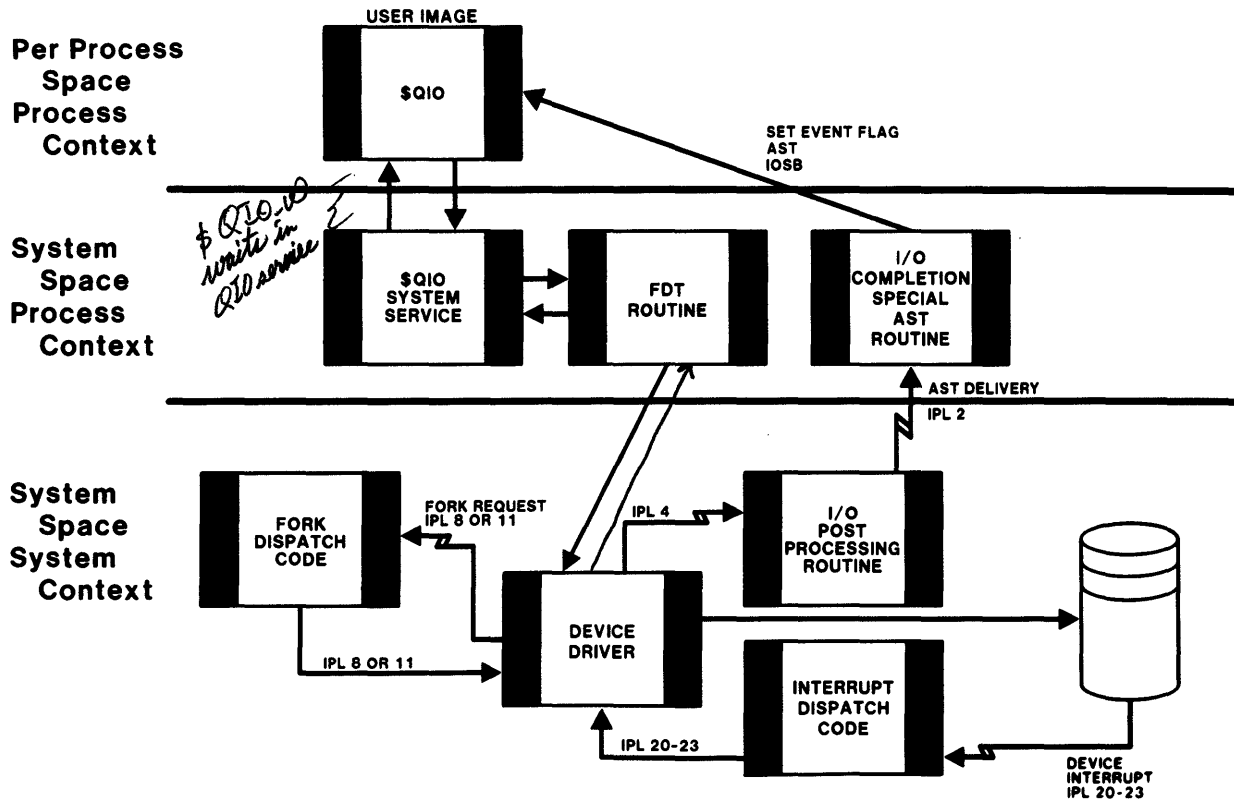 USER IMAGE
Per Process
Space
Process
Context
$QIO
SET EVENT FLAG
AST
IOSB
$ QIO_W
waits in
QIO service
System
Space
Process
Context
$QIO
SYSTEM
SERVICE
FDT
ROUTINE
I/O
COMPLETION
SPECIAL
AST
ROUTINE
AST DELIVERY
IPL 2
System
Space
System
Context
FORK
DISPATCH
CODE
FORK REQUEST
IPL 8 OR 11
IPL 4
I/O
POST
PROCESSING
ROUTINE
DEVICE
DRIVER
IPL 8 OR 11
INTERRUPT
DISPATCH
CODE
IPL 20-23
DEVICE
INTERRUPT
IPL 20-23